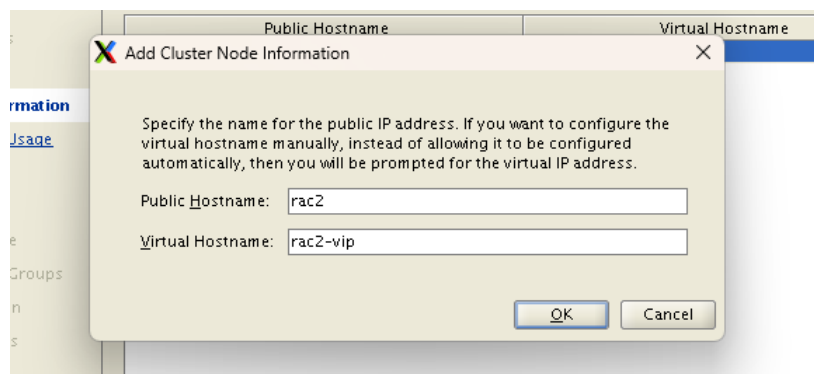 Public Hostname
Virtual Hostname
Add Cluster Node Information
rmation
Usage
Specify the name for the public IP address. If you want to configure the
virtual hostname manually, instead of allowing it to be configured
automatically, then you will be prompted for the virtual IP address.
Public Hostname: rac2
Virtual Hostname: rac2-vip
e
Groups
n
s
OK
Cancel